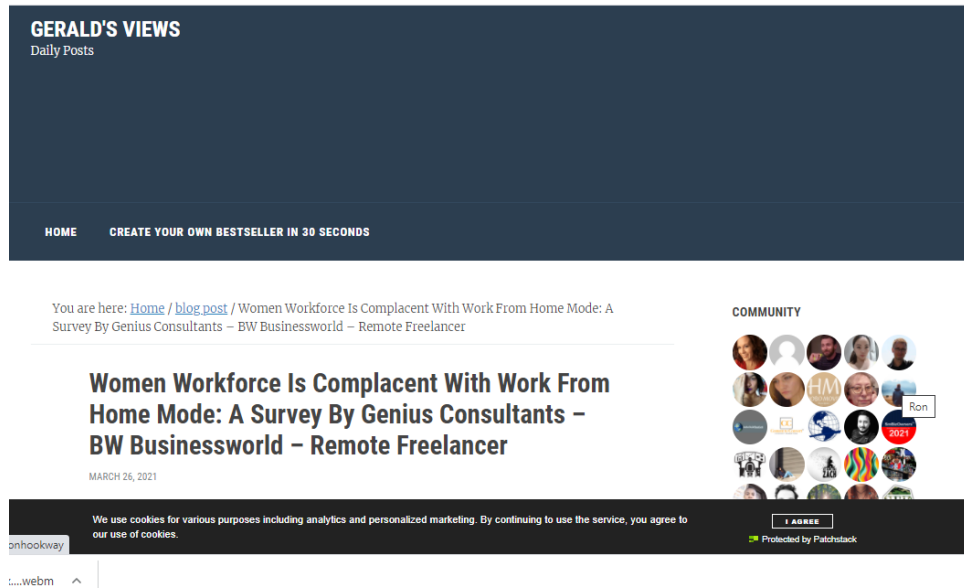 GERALD'S VIEWS
Daily Posts
HOME CREATE YOUR OWN BESTSELLER IN 30 SECONDS
You are here: Home / blog post / Women Workforce Is Complacent With Work From Home Mode: A
Survey By Genius Consultants – BW Businessworld – Remote Freelancer
Women Workforce Is Complacent With Work From
Home Mode: A Survey By Genius Consultants –
BW Businessworld – Remote Freelancer
MARCH 26, 2021
COMMUNITY
HM
Ron
2021
We use cookies for various purposes including analytics and personalized marketing. By continuing to use the service, you agree to
our use of cookies.
I AGREE
Protected by Patchstack
onhookway
:....webm